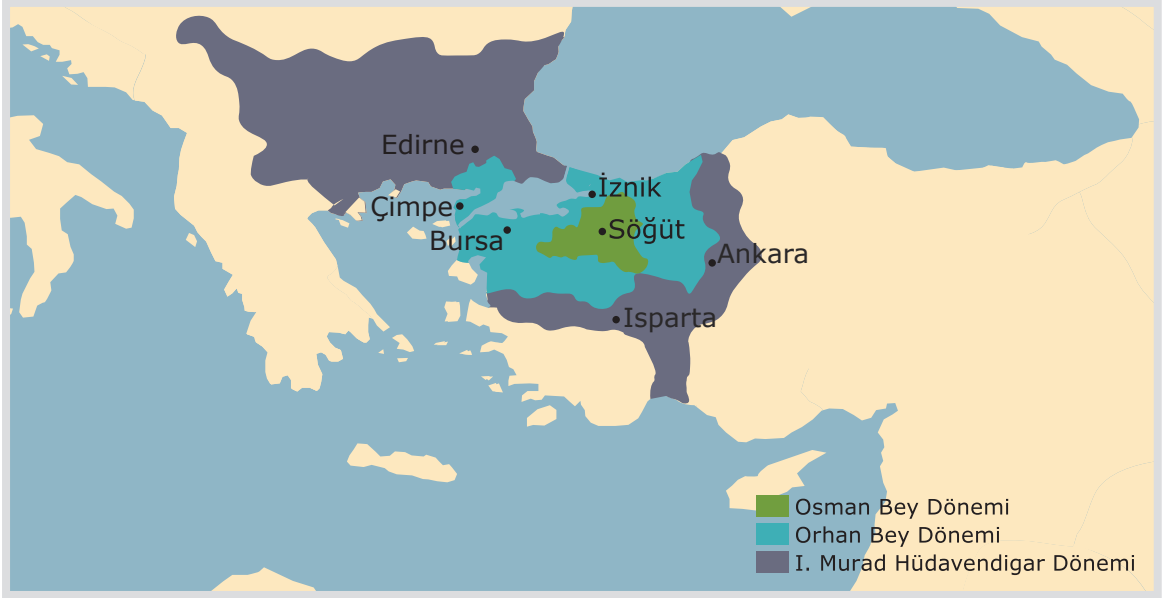 Edirne
İznik
Çimpe
Bursa
Söğüt
Ankara
Isparta
Osman Bey Dönemi
Orhan Bey Dönemi
I. Murad Hüdavendigar Dönemi